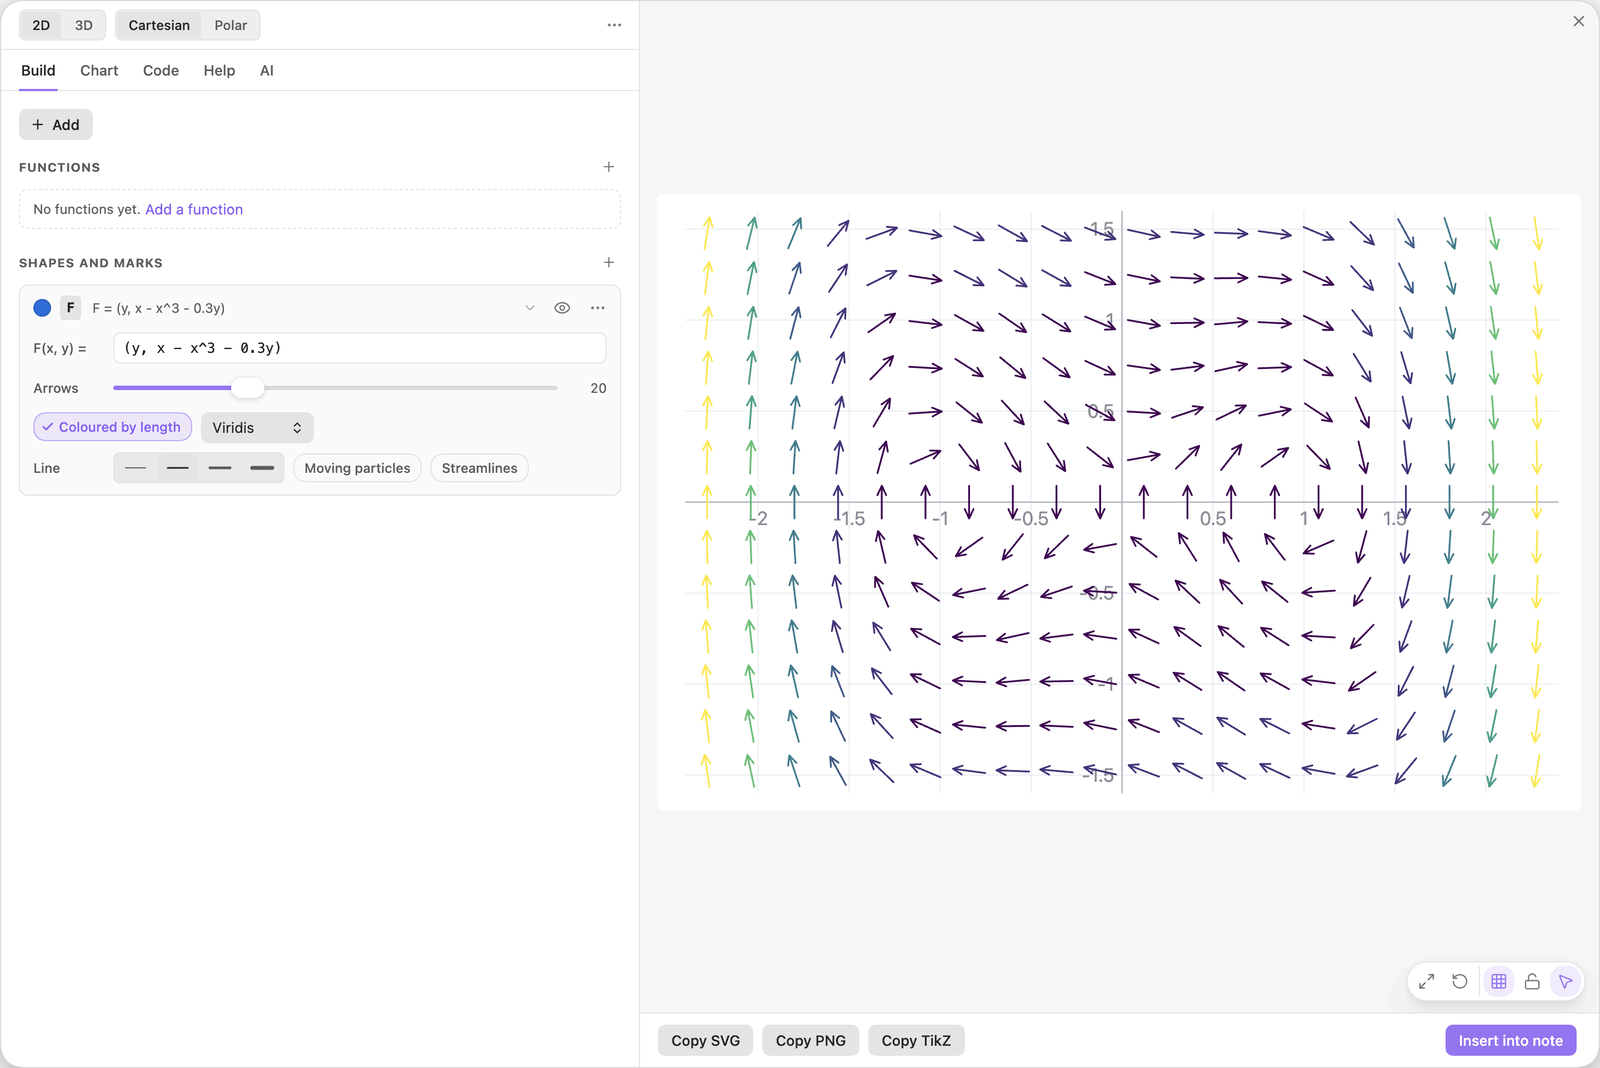 2D 3D Cartesian Polar
Build Chart Code Help AI
+ Add
FUNCTIONS
No functions yet. Add a function
SHAPES AND MARKS
F F = (y, x - x^3 - 0.3y)
F(x, y) = (y, x − x^3 − 0.3y)
Arrows 20
Coloured by length Viridis
Line Moving particles Streamlines
1.5
1
0.5
-2 -1.5 -1 -0.5 0.5 1 1.5 2
-0.5
-1
-1.5
Copy SVG Copy PNG Copy TikZ Insert into note